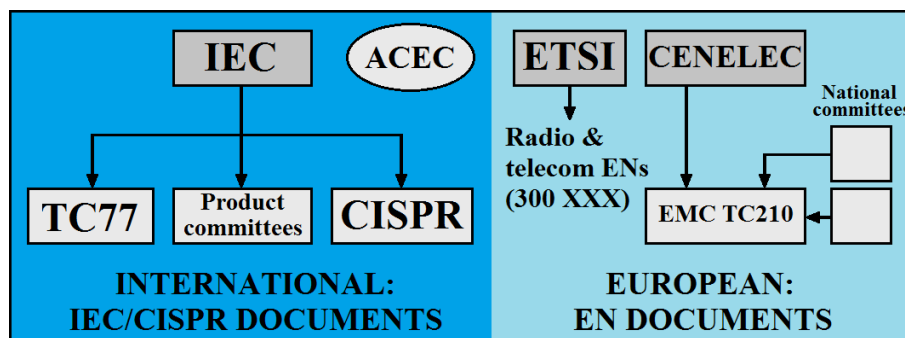 IEC
ACEC
TC77
Product
committees
CISPR
INTERNATIONAL:
IEC/CISPR DOCUMENTS
ETSI
CENELEC
National
committees
Radio &
telecom ENs
(300 XXX)
EMC TC210
EUROPEAN:
EN DOCUMENTS